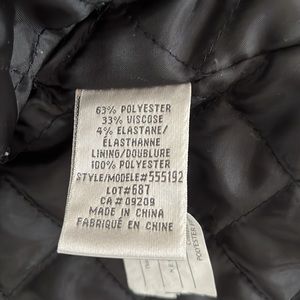 63% POLYESTER
33% VISCOSE
4% ELASTANE/
ÉLASTHANNE
LINING/DOUBLURE
100% POLYESTER
STYLE/MODELE#555192
LOT#687
CA#09209
MADE IN CHINA
FABRIQUÉ EN CHINE
POLYESTER